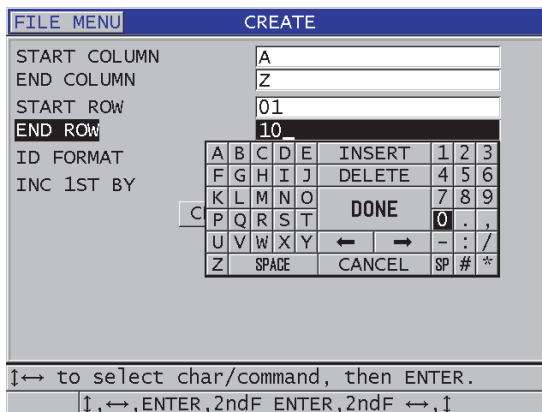 FILE MENU CREATE
START COLUMN A
END COLUMN Z
START ROW 01
END ROW 10_
ID FORMAT
INC 1ST BY
A B C D E INSERT 1 2 3
F G H I J DELETE 4 5 6
K L M N O DONE 7 8 9
C P Q R S T 0 . ,
U V W X Y ← → - : /
Z SPACE CANCEL SP # *
↕↔ to select char/command, then ENTER.
↕,↔,ENTER,2ndF ENTER,2ndF ↔,↕